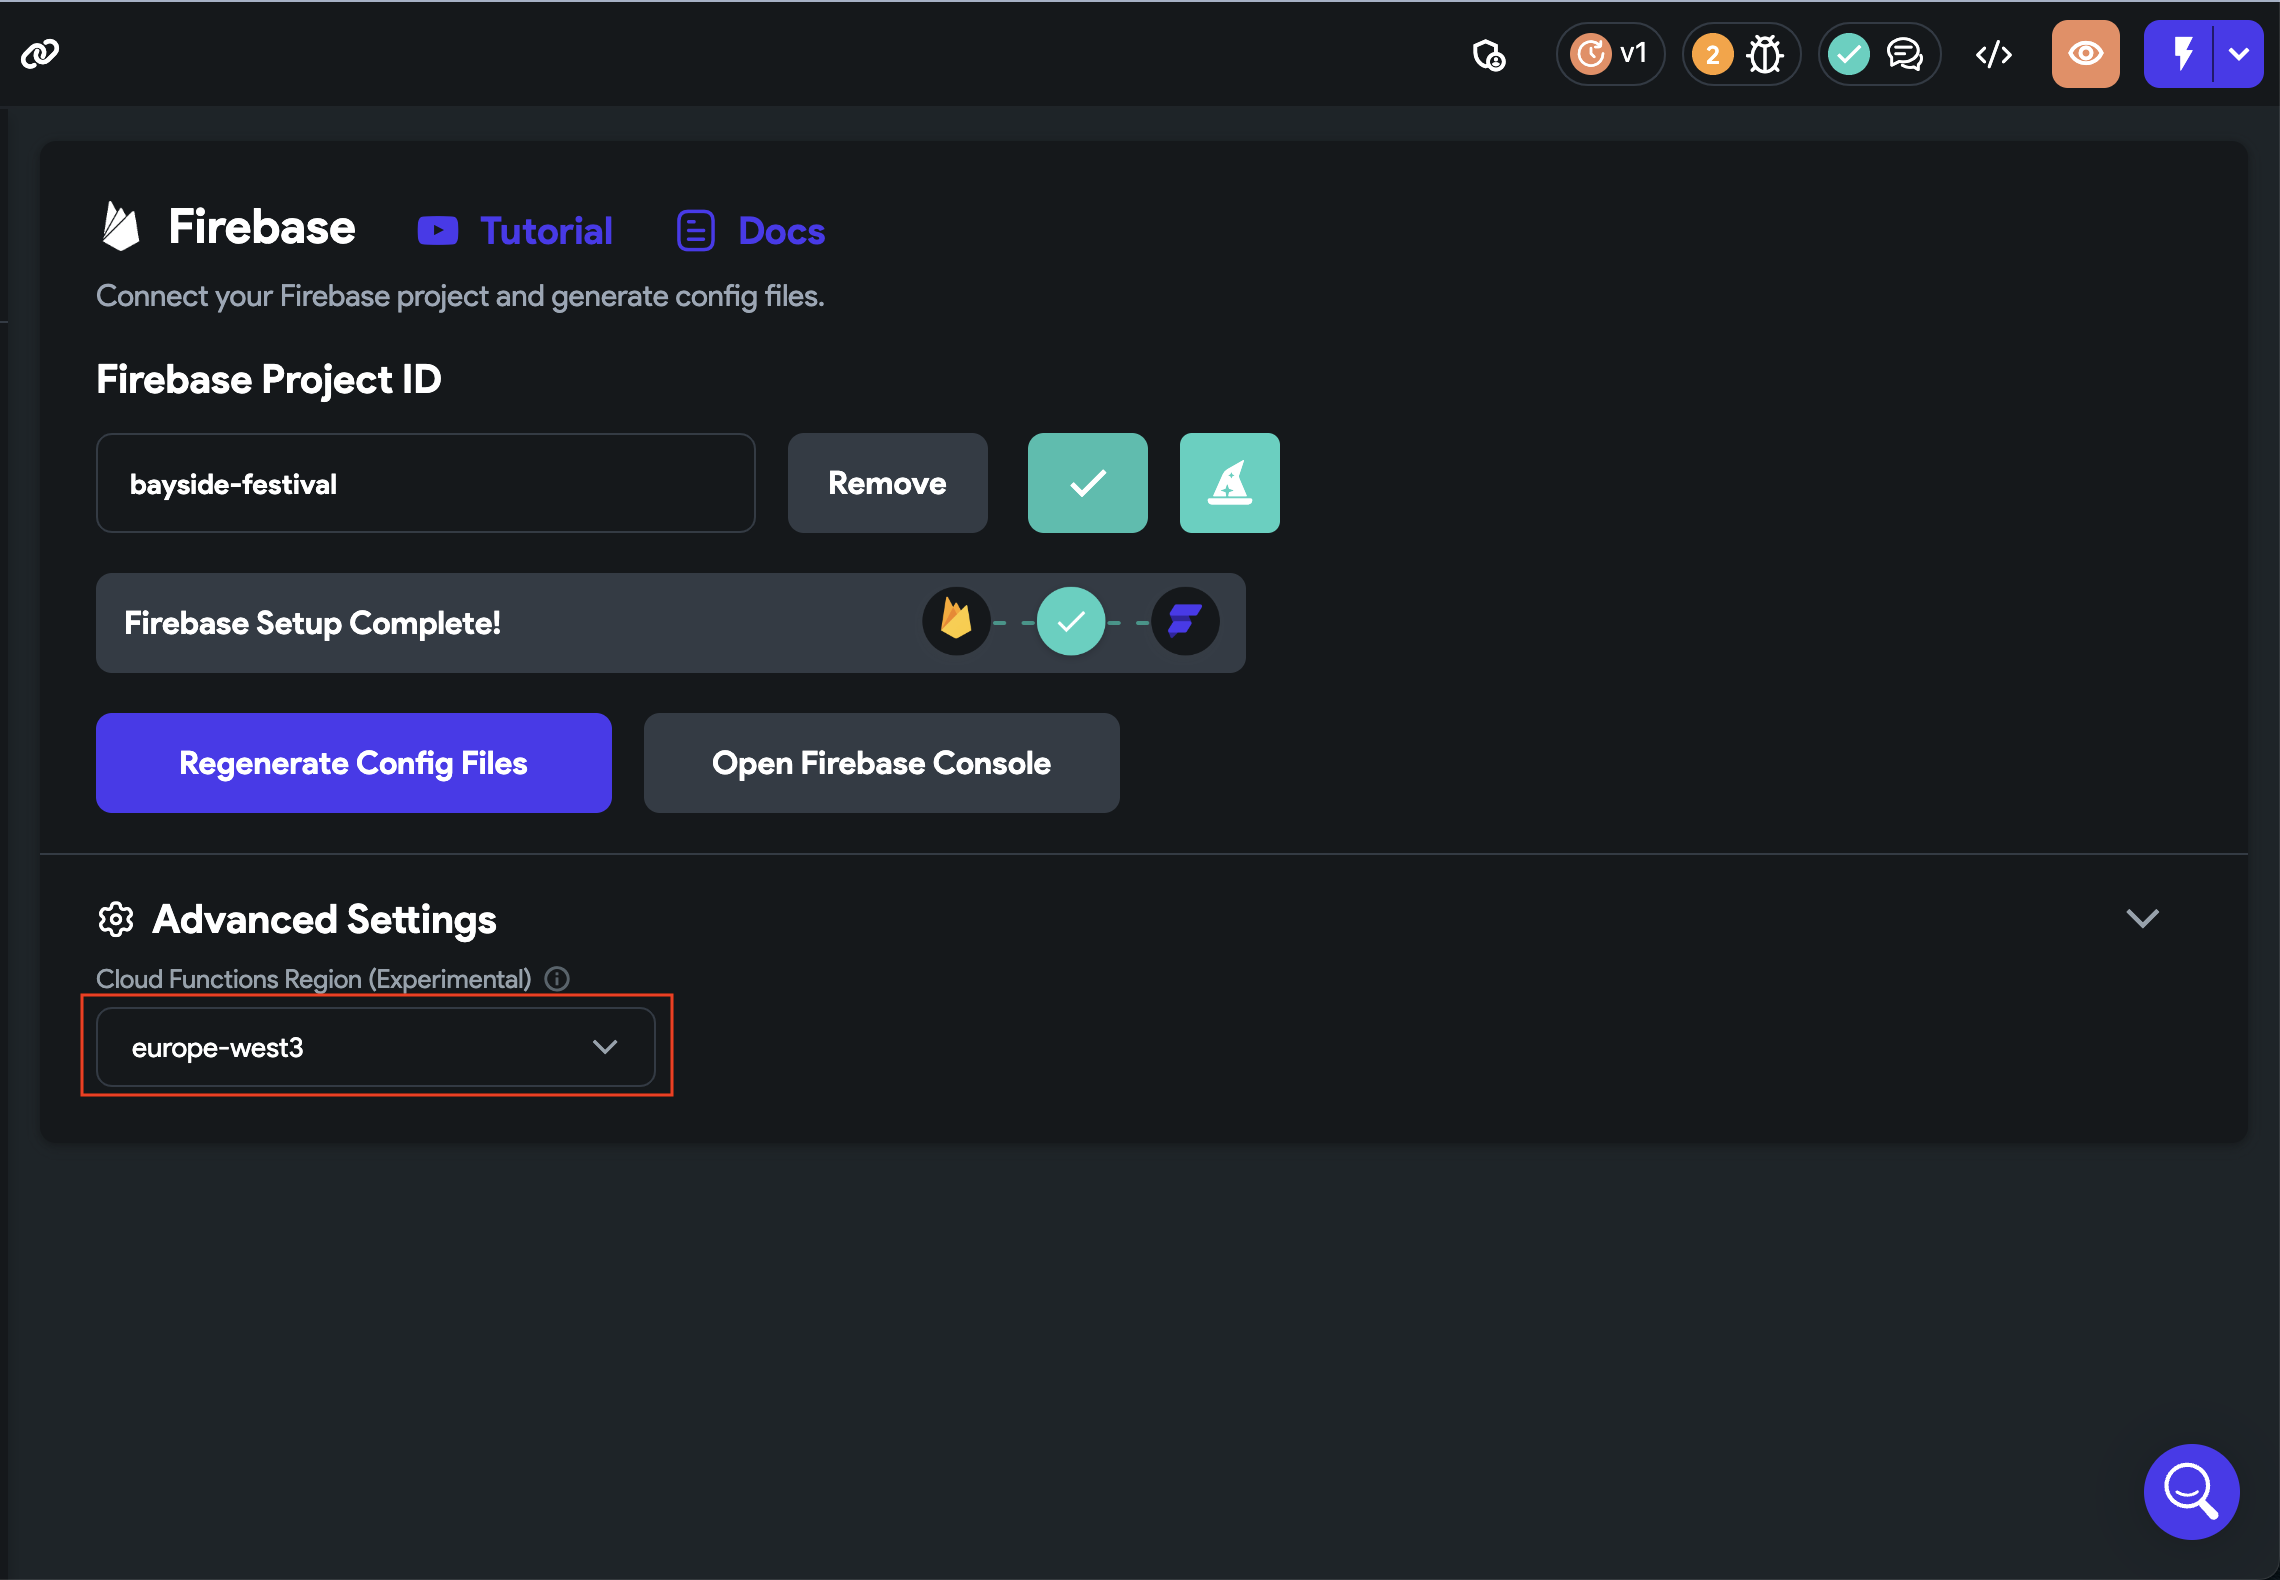 v1
2
Firebase
Tutorial
Docs
Connect your Firebase project and generate config files.
Firebase Project ID
bayside-festival
Remove
Firebase Setup Complete!
Regenerate Config Files
Open Firebase Console
Advanced Settings
Cloud Functions Region (Experimental)
europe-west3